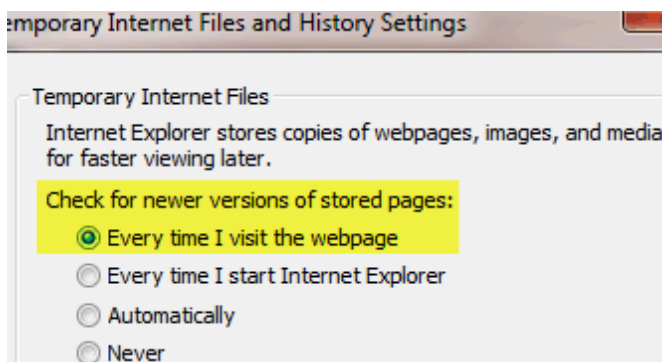 emporary Internet Files and History Settings
Temporary Internet Files
Internet Explorer stores copies of webpages, images, and media
for faster viewing later.
Check for newer versions of stored pages:
Every time I visit the webpage
Every time I start Internet Explorer
Automatically
Never